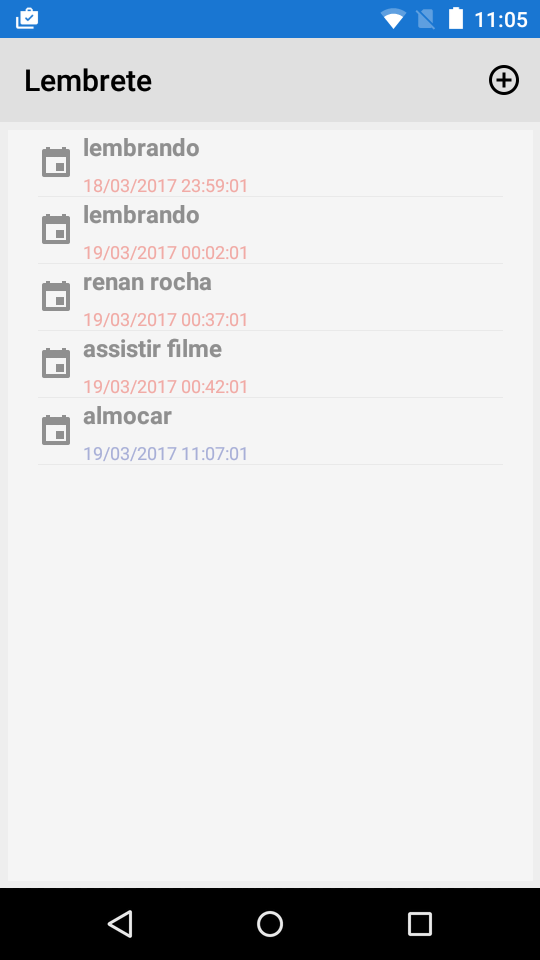 11:05
Lembrete
lembrando
18/03/2017 23:59:01
lembrando
19/03/2017 00:02:01
renan rocha
19/03/2017 00:37:01
assistir filme
19/03/2017 00:42:01
almocar
19/03/2017 11:07:01